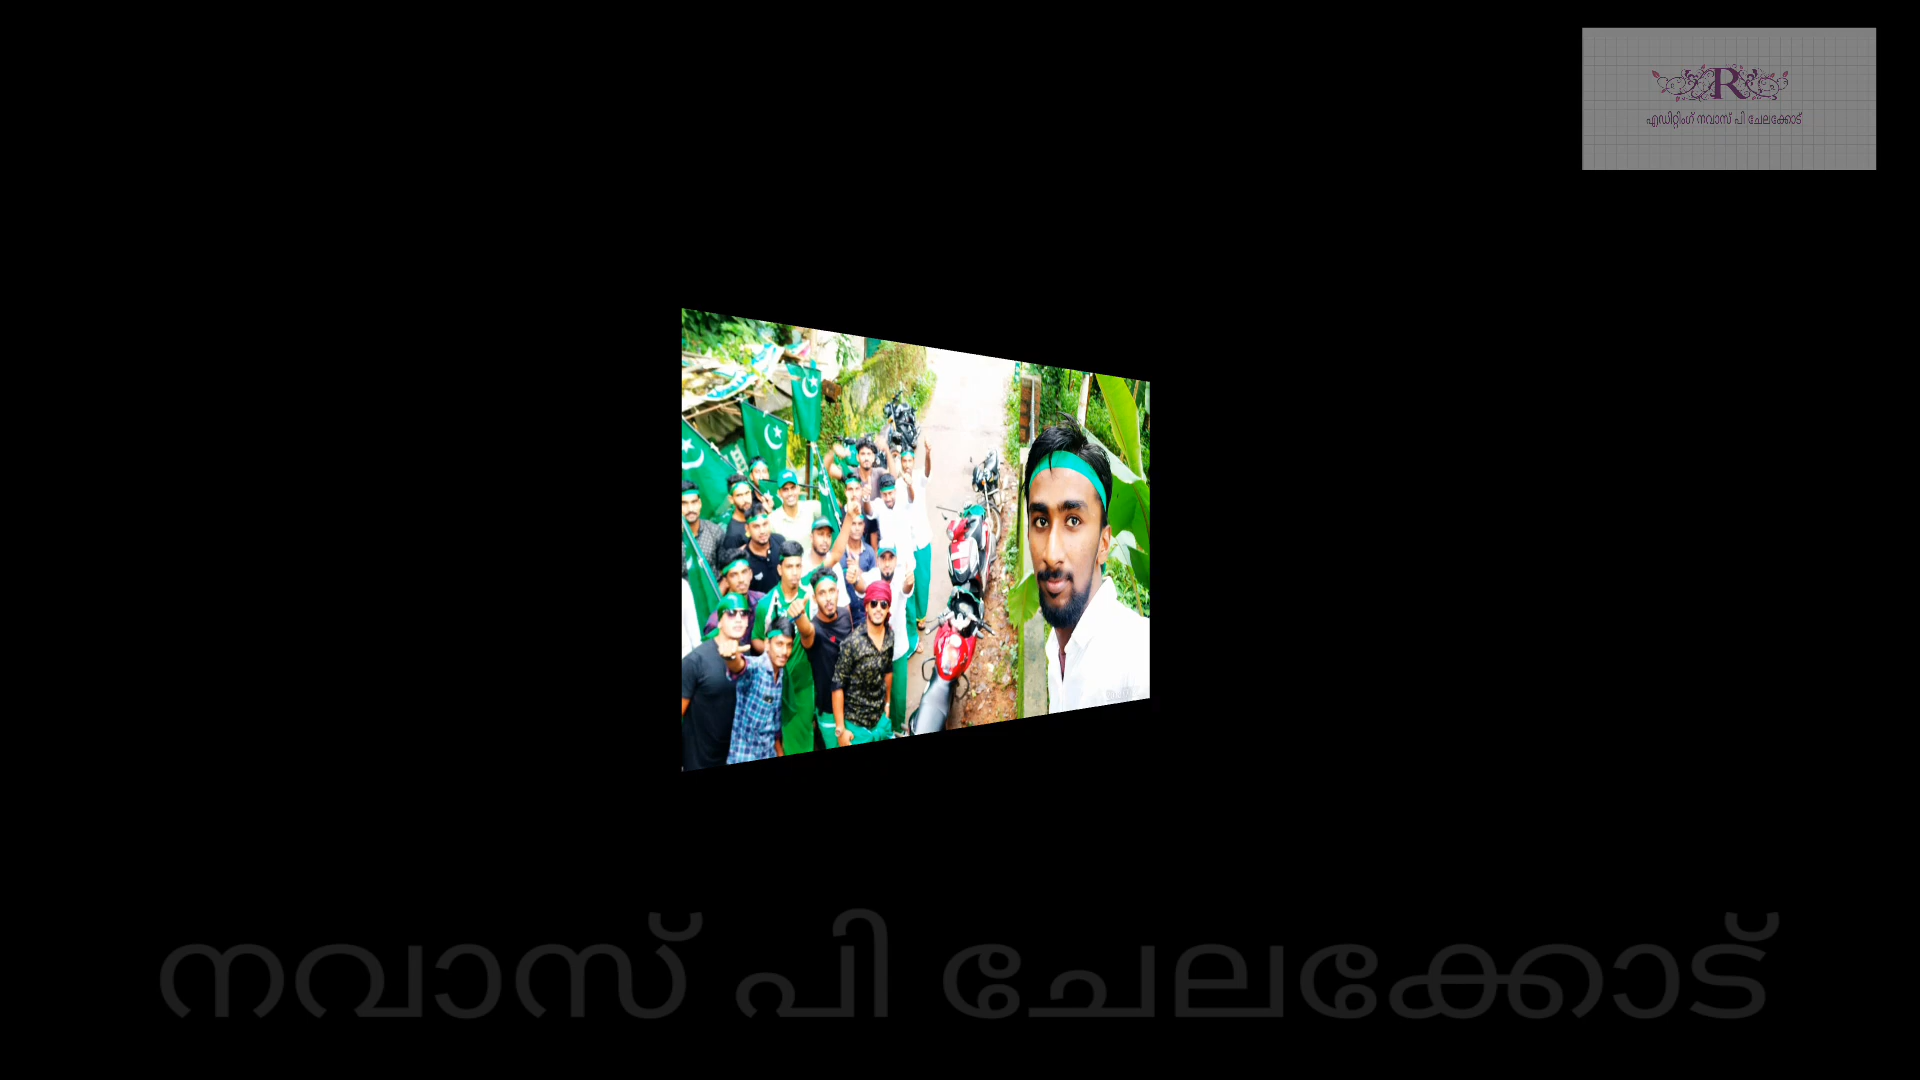 R
എഡിറ്റിംഗ് നവാസ് പി ചേലക്കോട്
നവാസ് പി ചേലക്കോട്